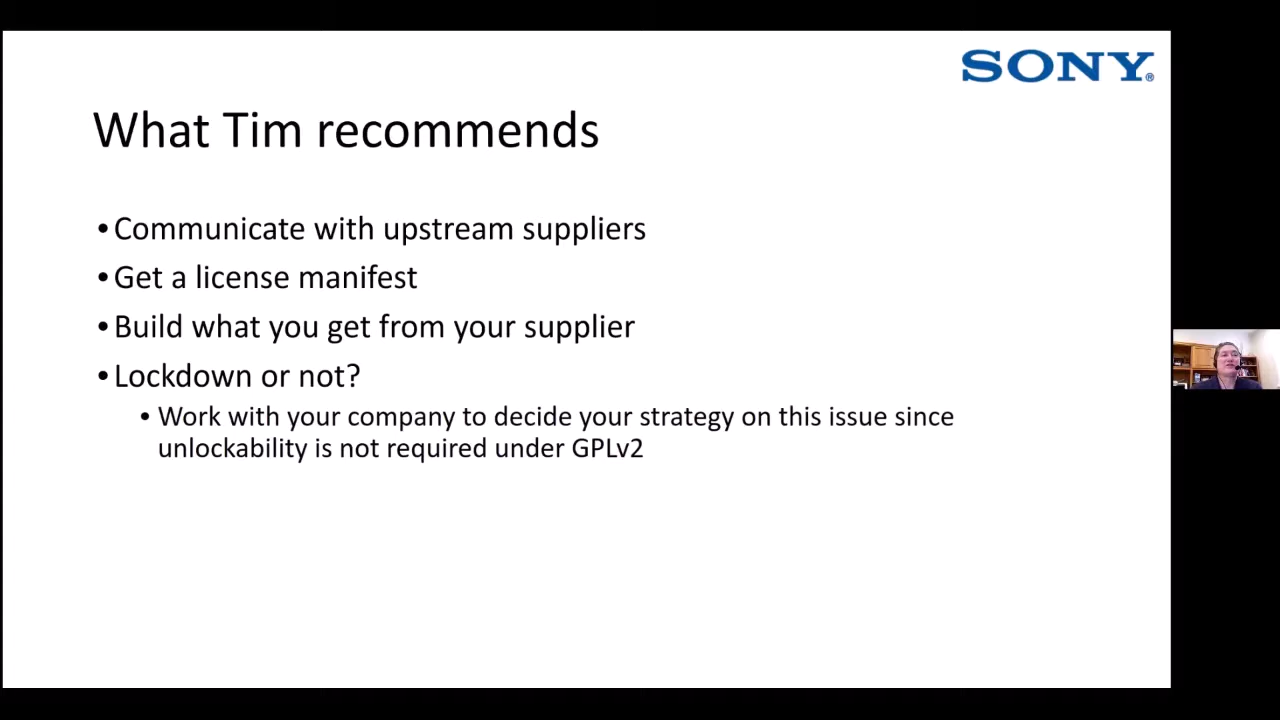 SONY®
What Tim recommends
• Communicate with upstream suppliers
• Get a license manifest
• Build what you get from your supplier
• Lockdown or not?
• Work with your company to decide your strategy on this issue since
unlockability is not required under GPLv2